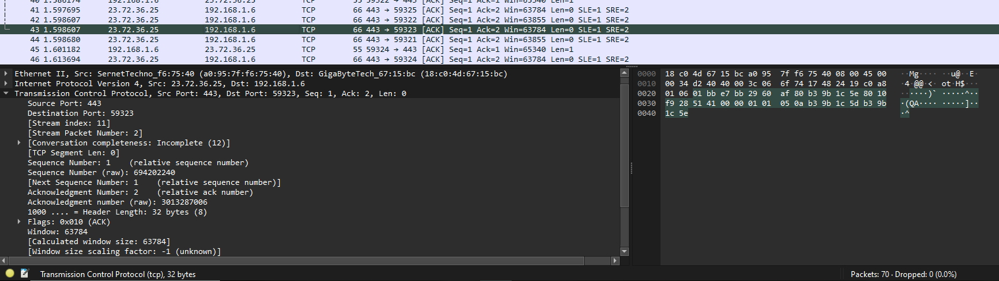 40 1.586174 192.168.1.6 23.72.36.25 TCP 55 59322 → 443 [ACK] Seq=1 Ack=1 Win=65340 Len=1
41 1.597695 23.72.36.25 192.168.1.6 TCP 66 443 → 59325 [ACK] Seq=1 Ack=2 Win=63784 Len=0 SLE=1 SRE=2
42 1.598607 23.72.36.25 192.168.1.6 TCP 66 443 → 59322 [ACK] Seq=1 Ack=2 Win=63855 Len=0 SLE=1 SRE=2
43 1.598607 23.72.36.25 192.168.1.6 TCP 66 443 → 59323 [ACK] Seq=1 Ack=2 Win=63784 Len=0 SLE=1 SRE=2
44 1.598680 23.72.36.25 192.168.1.6 TCP 66 443 → 59321 [ACK] Seq=1 Ack=2 Win=63855 Len=0 SLE=1 SRE=2
45 1.601182 192.168.1.6 23.72.36.25 TCP 55 59324 → 443 [ACK] Seq=1 Ack=1 Win=65340 Len=1
46 1.613694 23.72.36.25 192.168.1.6 TCP 66 443 → 59324 [ACK] Seq=1 Ack=2 Win=63784 Len=0 SLE=1 SRE=2
Ethernet II, Src: SernetTechno_f6:75:40 (a0:95:7f:f6:75:40), Dst: GigaByteTech_67:15:bc (18:c0:4d:67:15:bc)
Internet Protocol Version 4, Src: 23.72.36.25, Dst: 192.168.1.6
Transmission Control Protocol, Src Port: 443, Dst Port: 59323, Seq: 1, Ack: 2, Len: 0
Source Port: 443
Destination Port: 59323
[Stream index: 11]
[Stream Packet Number: 2]
[Conversation completeness: Incomplete (12)]
[TCP Segment Len: 0]
Sequence Number: 1 (relative sequence number)
Sequence Number (raw): 694202240
[Next Sequence Number: 1 (relative sequence number)]
Acknowledgment Number: 2 (relative ack number)
Acknowledgment number (raw): 3013287006
1000 .... = Header Length: 32 bytes (8)
Flags: 0x010 (ACK)
Window: 63784
[Calculated window size: 63784]
[Window size scaling factor: -1 (unknown)]
0000 18 c0 4d 67 15 bc a0 95 7f f6 75 40 08 00 45 00 ··Mg···· ··u@··E·
0010 00 34 d2 40 40 00 3c 06 6f 74 17 48 24 19 c0 a8 ·4·@@·<· ot·H$···
0020 01 06 01 bb e7 bb 29 60 af 80 b3 9b 1c 5e 80 10 ······)` ·····^··
0030 f9 28 51 41 00 00 01 01 05 0a b3 9b 1c 5d b3 9b ·(QA···· ·····]··
0040 1c 5e ·^
Transmission Control Protocol (tcp), 32 bytes
Packets: 70 · Dropped: 0 (0.0%)